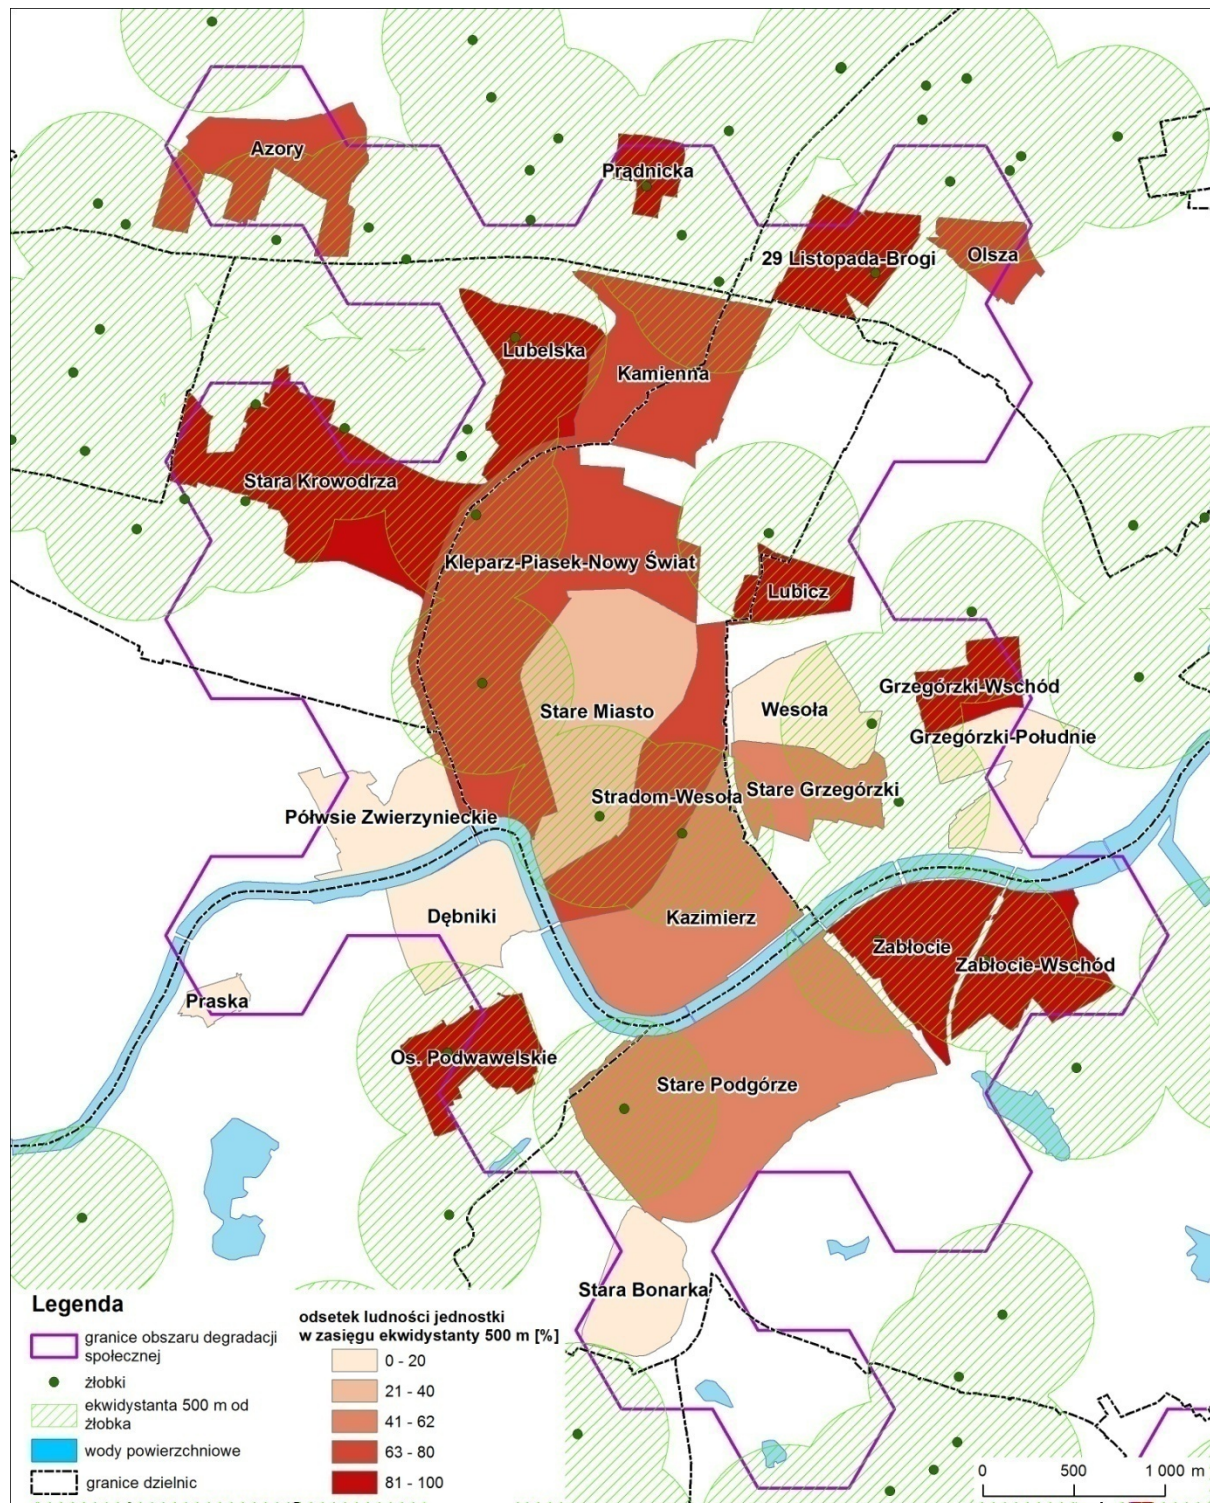 Azory
Prądnicka
29 Listopada-Brogi
Olsza
Lubelska
Kamienna
Stara Krowodrza
Kleparz-Piasek-Nowy Świat
Lubicz
Grzegórzki-Wschód
Stare Miasto
Wesoła
Grzegórzki-Południe
Stradom-Wesoła
Stare Grzegórzki
Półwsie Zwierzynieckie
Dębniki
Kazimierz
Zabłocie
Zabłocie-Wschód
Praska
Os. Podwawelskie
Stare Podgórze
Stara Bonarka
Legenda
granice obszaru degradacji
społecznej
żłobki
ekwidystanta 500 m od
żłobka
wody powierzchniowe
granice dzielnic
odsetek ludności jednostki
w zasięgu ekwidystanty 500 m [%]
0 - 20
21 - 40
41 - 62
63 - 80
81 - 100
0 500 1 000 m